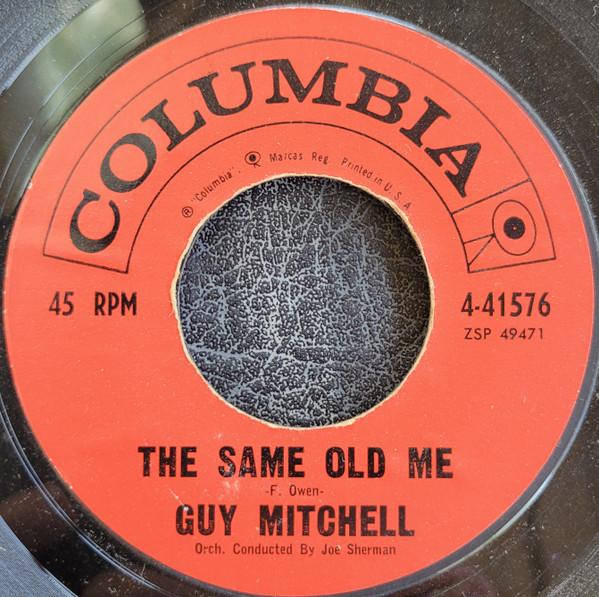 COLUMBIA
® "Columbia", Marcas Reg. Printed in U.S.A.
45 RPM
4-41576
ZSP 49471
THE SAME OLD ME
-F. Owen-
GUY MITCHELL
Orch. Conducted By Joe Sherman